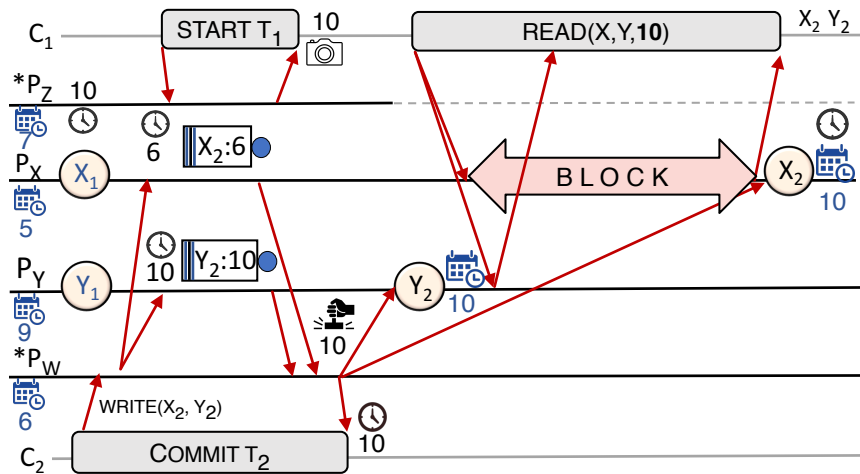 C1 START T1 10 READ(X,Y,10) X2 Y2
*PZ 10
7 6 X2:6
PX X1 BLOCK X2
5 10
10 Y2:10
PY Y1 Y2 10
9 10
*PW
6 WRITE(X2, Y2) 10
C2 COMMIT T2